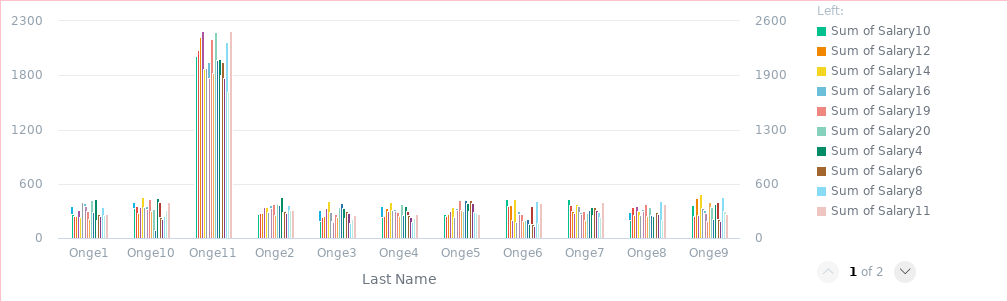 2300
1800
1200
600
0
2600
1900
1300
600
0
Onge1 Onge10 Onge11 Onge2 Onge3 Onge4 Onge5 Onge6 Onge7 Onge8 Onge9
Last Name
Left:
Sum of Salary10
Sum of Salary12
Sum of Salary14
Sum of Salary16
Sum of Salary19
Sum of Salary20
Sum of Salary4
Sum of Salary6
Sum of Salary8
Sum of Salary11
1 of 2